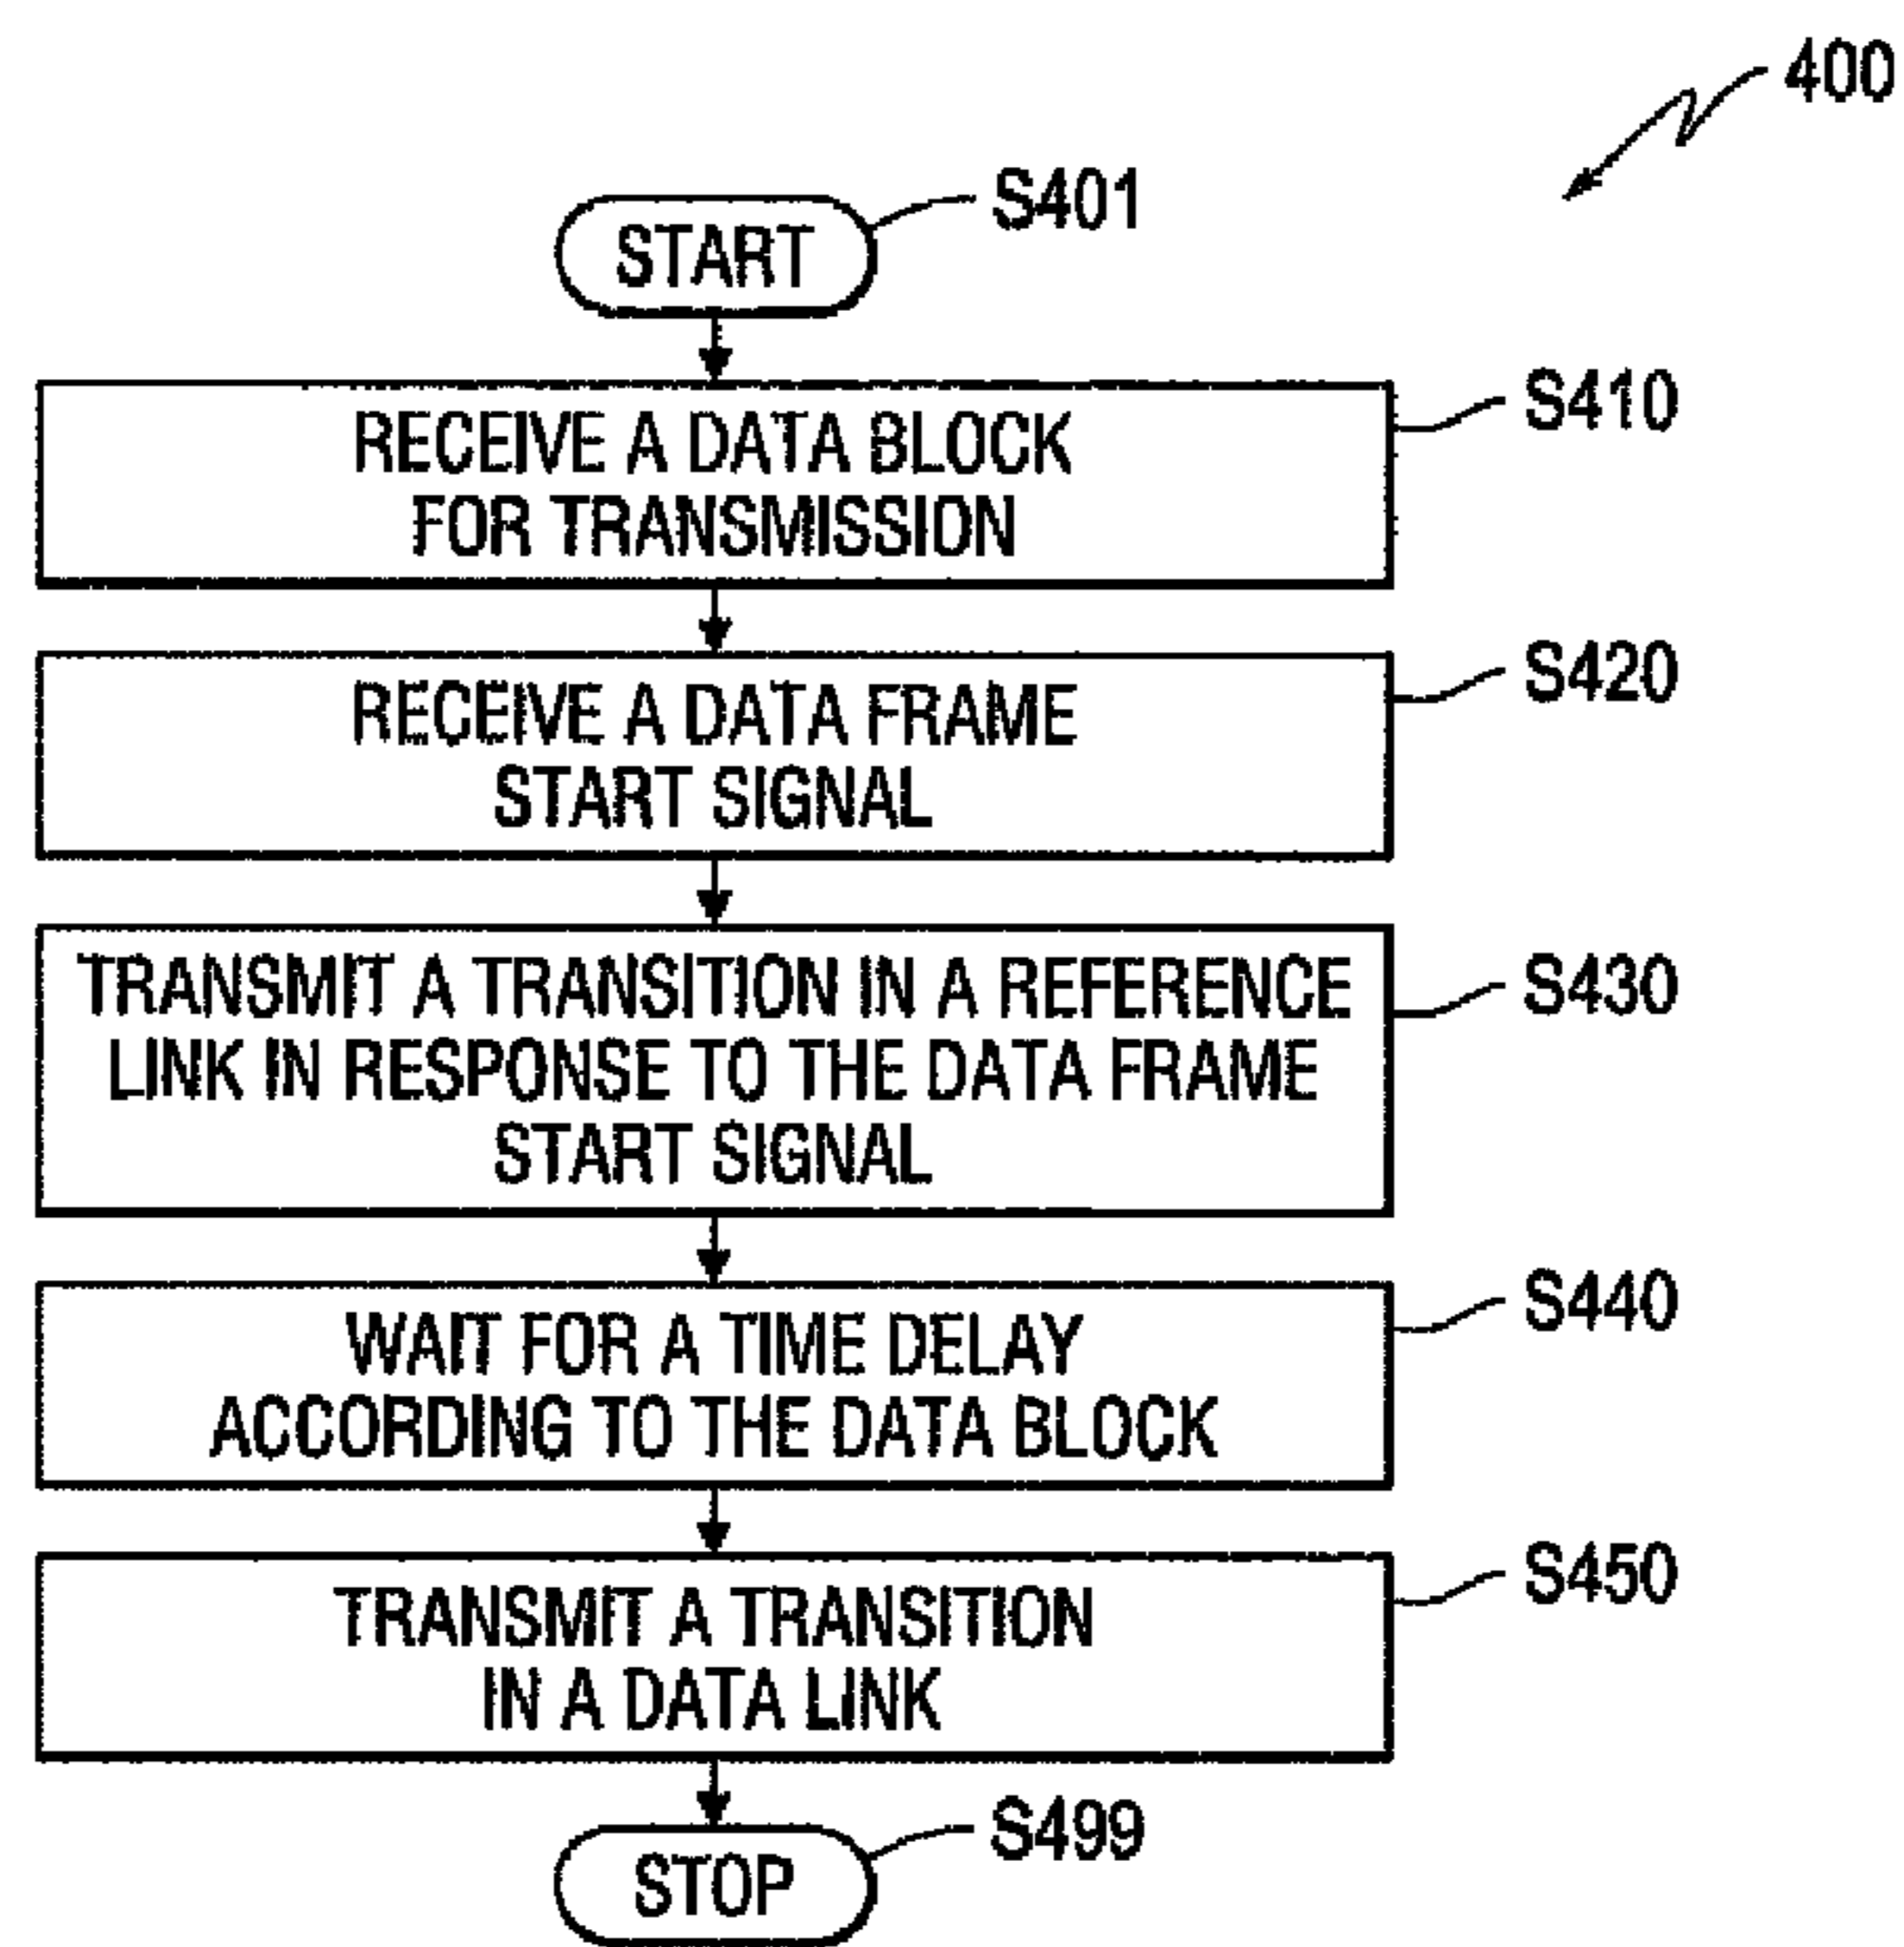 400
START
S401
RECEIVE A DATA BLOCK
FOR TRANSMISSION
S410
RECEIVE A DATA FRAME
START SIGNAL
S420
TRANSMIT A TRANSITION IN A REFERENCE
LINK IN RESPONSE TO THE DATA FRAME
START SIGNAL
S430
WAIT FOR A TIME DELAY
ACCORDING TO THE DATA BLOCK
S440
TRANSMIT A TRANSITION
IN A DATA LINK
S450
STOP
S499